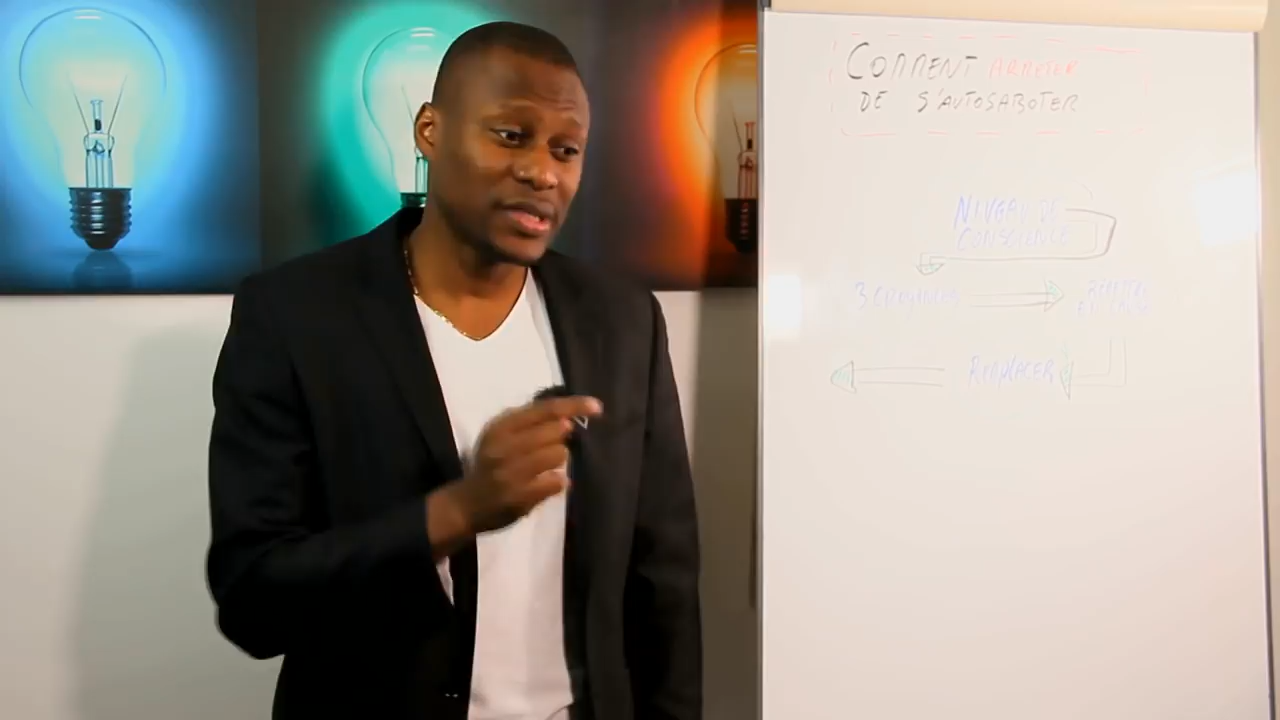 COMMENT ARRETER
DE S'AUTOSABOTER
NIVEAU DE
CONSCIENCE
3 CROYANCES
REMPLACER